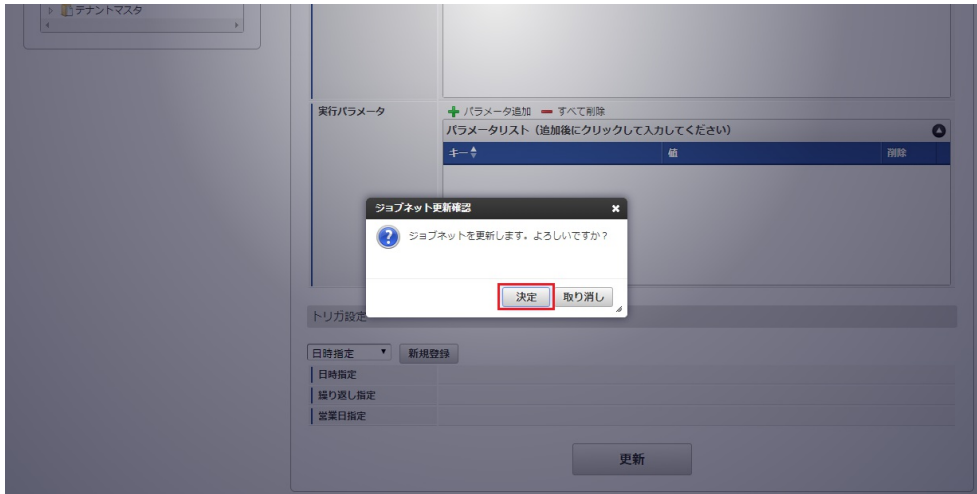 テナントマスタ
実行パラメータ
パラメータ追加 すべて削除
パラメータリスト（追加後にクリックして入力してください）
キー 値 削除
ジョブネット更新確認
ジョブネットを更新します。よろしいですか？
決定 取り消し
トリガ設定
日時指定 新規登録
日時指定
繰り返し指定
営業日指定
更新